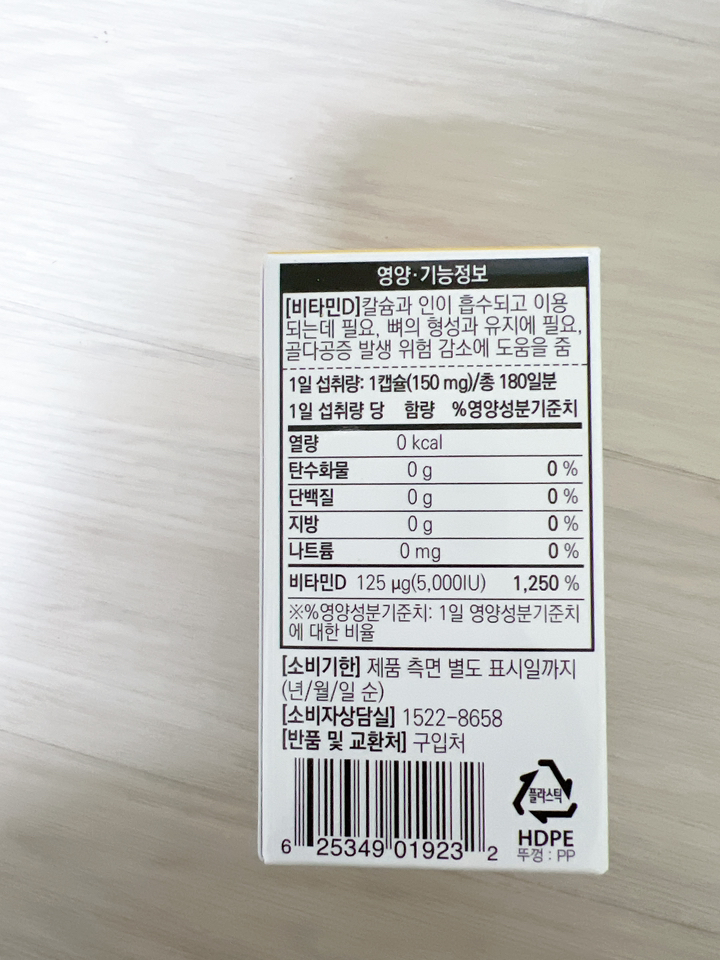 영양·기능정보
[비타민D]칼슘과 인이 흡수되고 이용
되는데 필요, 뼈의 형성과 유지에 필요,
골다공증 발생 위험 감소에 도움을 줌
1일 섭취량: 1캡슐(150 mg)/총 180일분
1일 섭취량 당 함량 %영양성분기준치
열량 0 kcal
탄수화물 0 g 0 %
단백질 0 g 0 %
지방 0 g 0 %
나트륨 0 mg 0 %
비타민D 125 µg(5,000IU) 1,250 %
※%영양성분기준치: 1일 영양성분기준치
에 대한 비율
[소비기한] 제품 측면 별도 표시일까지
(년/월/일 순)
[소비자상담실] 1522-8658
[반품 및 교환처] 구입처
플라스틱
HDPE
뚜껑 : PP
6 25349 01923 2